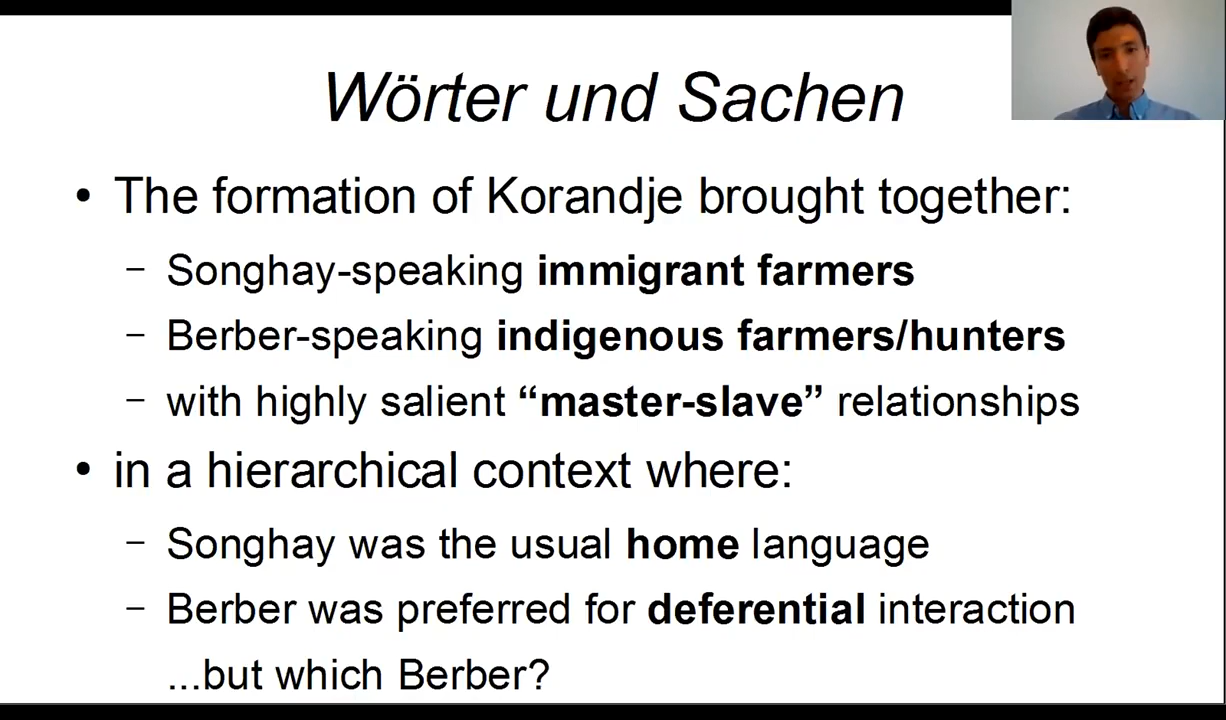 Wörter und Sachen
• The formation of Korandje brought together:
– Songhay-speaking immigrant farmers
– Berber-speaking indigenous farmers/hunters
– with highly salient “master-slave” relationships
• in a hierarchical context where:
– Songhay was the usual home language
– Berber was preferred for deferential interaction
...but which Berber?